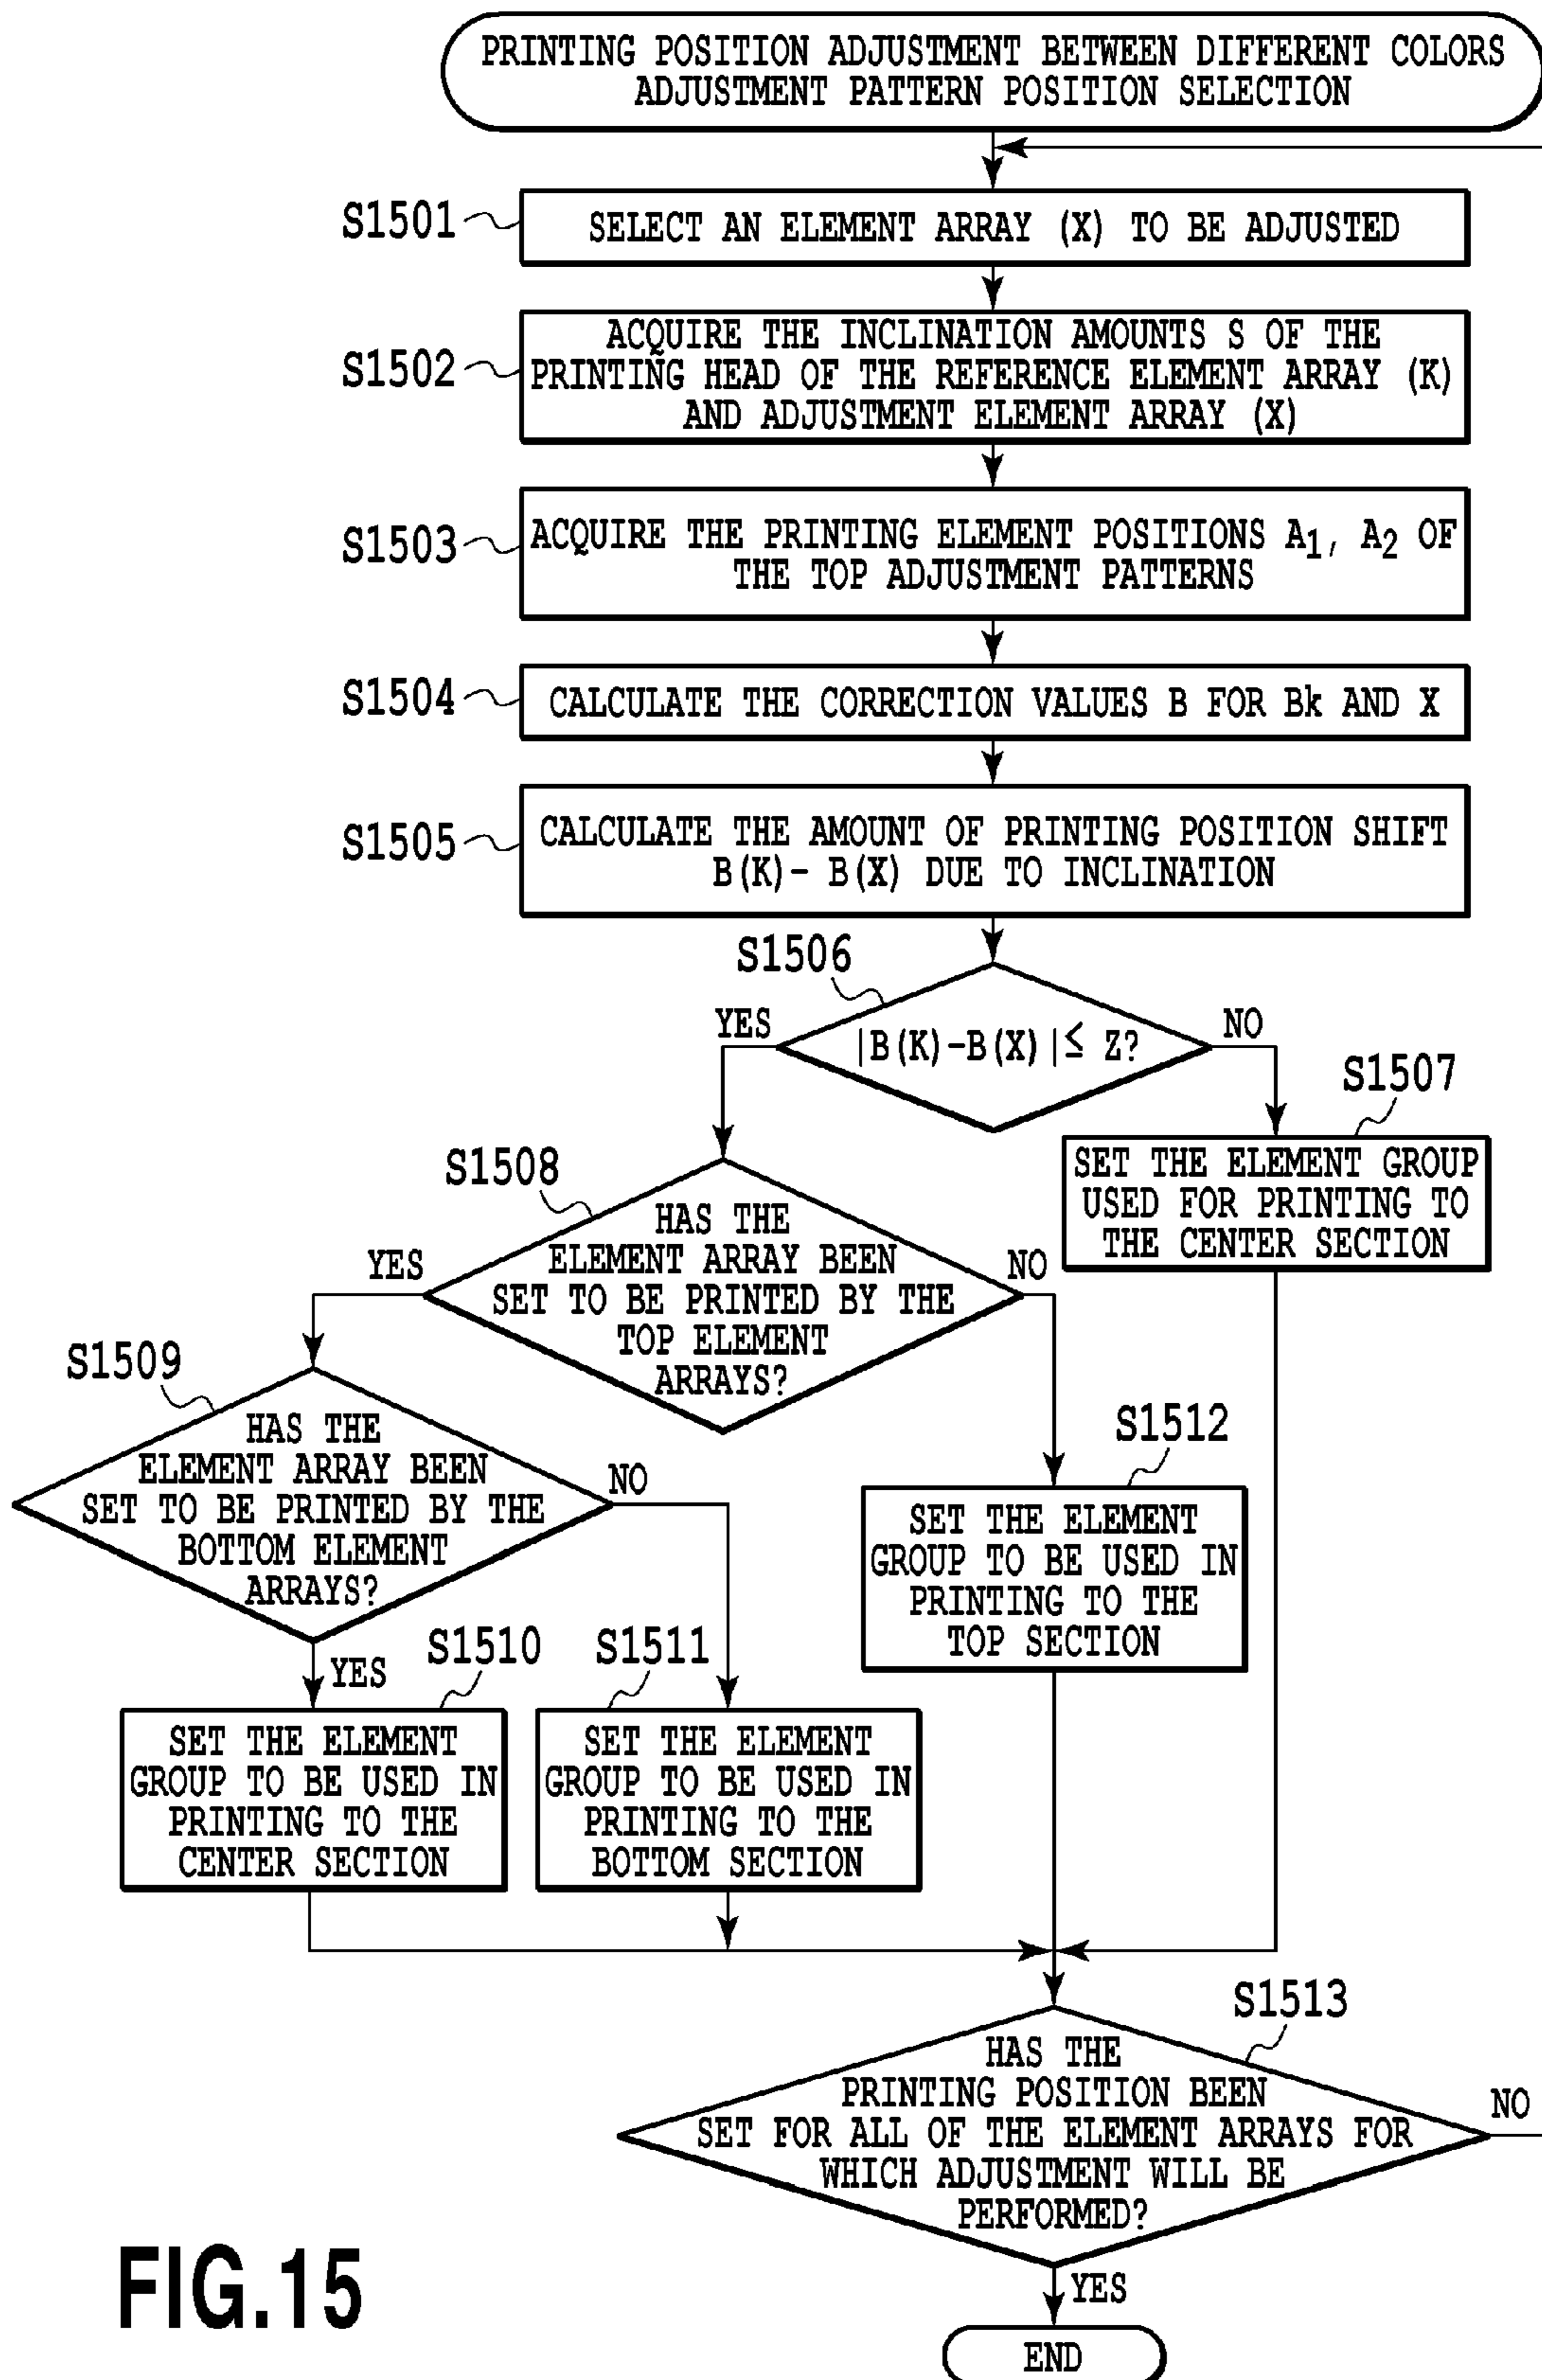 PRINTING POSITION ADJUSTMENT BETWEEN DIFFERENT COLORS
ADJUSTMENT PATTERN POSITION SELECTION
S1501
SELECT AN ELEMENT ARRAY (X) TO BE ADJUSTED
S1502
ACQUIRE THE INCLINATION AMOUNTS S OF THE
PRINTING HEAD OF THE REFERENCE ELEMENT ARRAY (K)
AND ADJUSTMENT ELEMENT ARRAY (X)
S1503
ACQUIRE THE PRINTING ELEMENT POSITIONS A1, A2 OF
THE TOP ADJUSTMENT PATTERNS
S1504
CALCULATE THE CORRECTION VALUES B FOR Bk AND X
S1505
CALCULATE THE AMOUNT OF PRINTING POSITION SHIFT
B(K)- B(X) DUE TO INCLINATION
S1506
YES
|B(K)-B(X)|≤ Z?
NO
S1507
SET THE ELEMENT GROUP
USED FOR PRINTING TO
THE CENTER SECTION
S1508
YES
HAS THE
ELEMENT ARRAY BEEN
SET TO BE PRINTED BY THE
TOP ELEMENT
ARRAYS?
NO
S1509
HAS THE
ELEMENT ARRAY BEEN
SET TO BE PRINTED BY THE
BOTTOM ELEMENT
ARRAYS?
NO
YES
S1512
SET THE ELEMENT
GROUP TO BE USED IN
PRINTING TO THE
TOP SECTION
S1510
SET THE ELEMENT
GROUP TO BE USED IN
PRINTING TO THE
CENTER SECTION
S1511
SET THE ELEMENT
GROUP TO BE USED IN
PRINTING TO THE
BOTTOM SECTION
S1513
HAS THE
PRINTING POSITION BEEN
SET FOR ALL OF THE ELEMENT ARRAYS FOR
WHICH ADJUSTMENT WILL BE
PERFORMED?
NO
YES
END
FIG.15